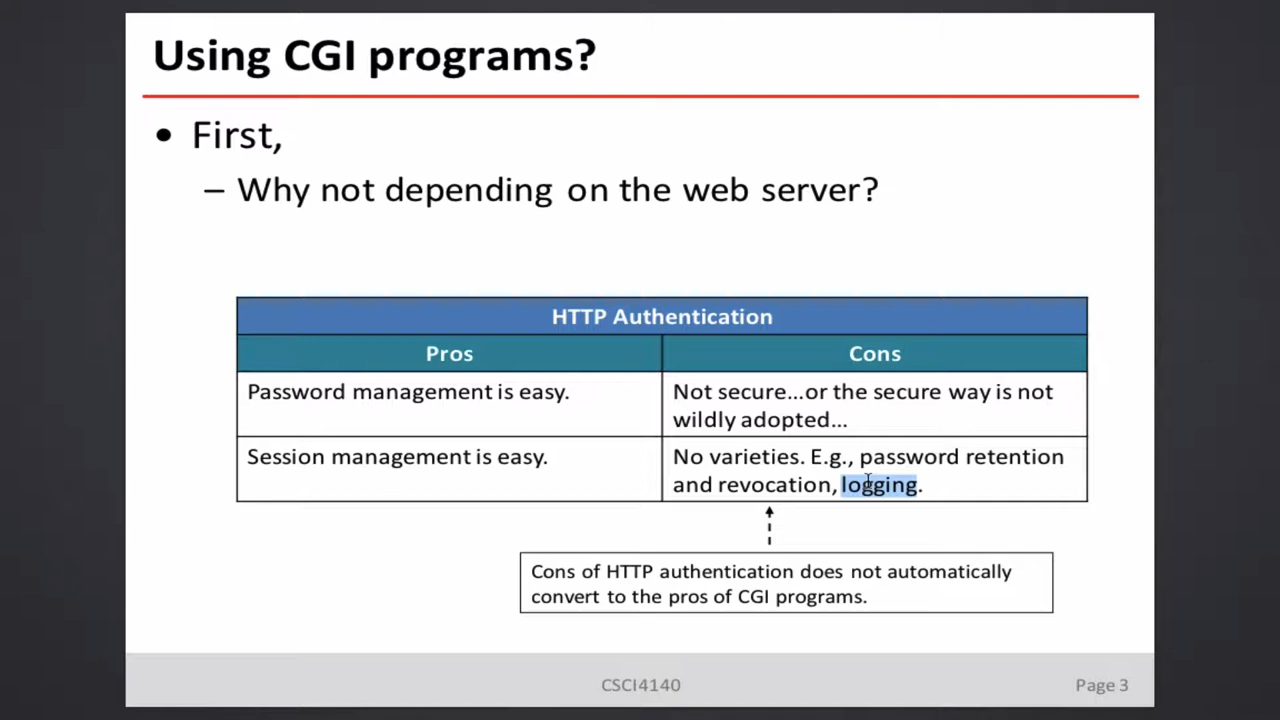 Using CGI programs?
• First,
– Why not depending on the web server?
HTTP Authentication
Pros
Cons
Password management is easy.
Not secure...or the secure way is not
wildly adopted...
Session management is easy.
No varieties. E.g., password retention
and revocation, logging.
Cons of HTTP authentication does not automatically
convert to the pros of CGI programs.
CSCI4140
Page 3